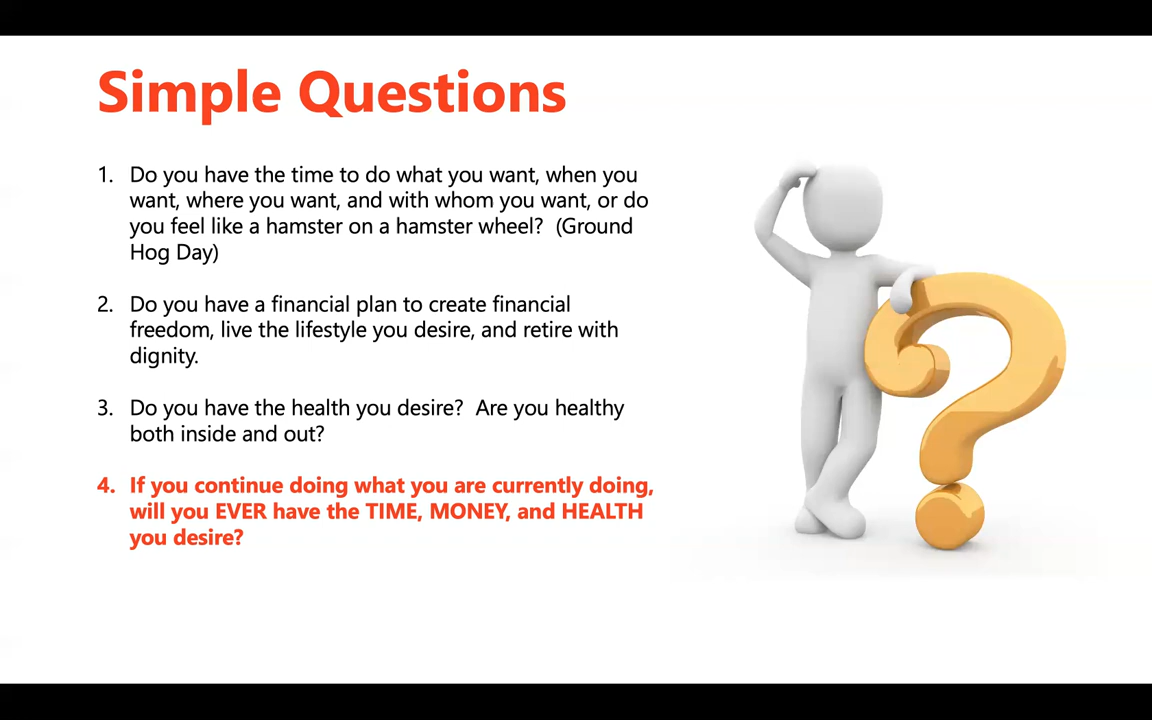 Simple Questions
1. Do you have the time to do what you want, when you
want, where you want, and with whom you want, or do
you feel like a hamster on a hamster wheel?  (Ground
Hog Day)
2. Do you have a financial plan to create financial
freedom, live the lifestyle you desire, and retire with
dignity.
3. Do you have the health you desire?  Are you healthy
both inside and out?
4. If you continue doing what you are currently doing,
will you EVER have the TIME, MONEY, and HEALTH
you desire?